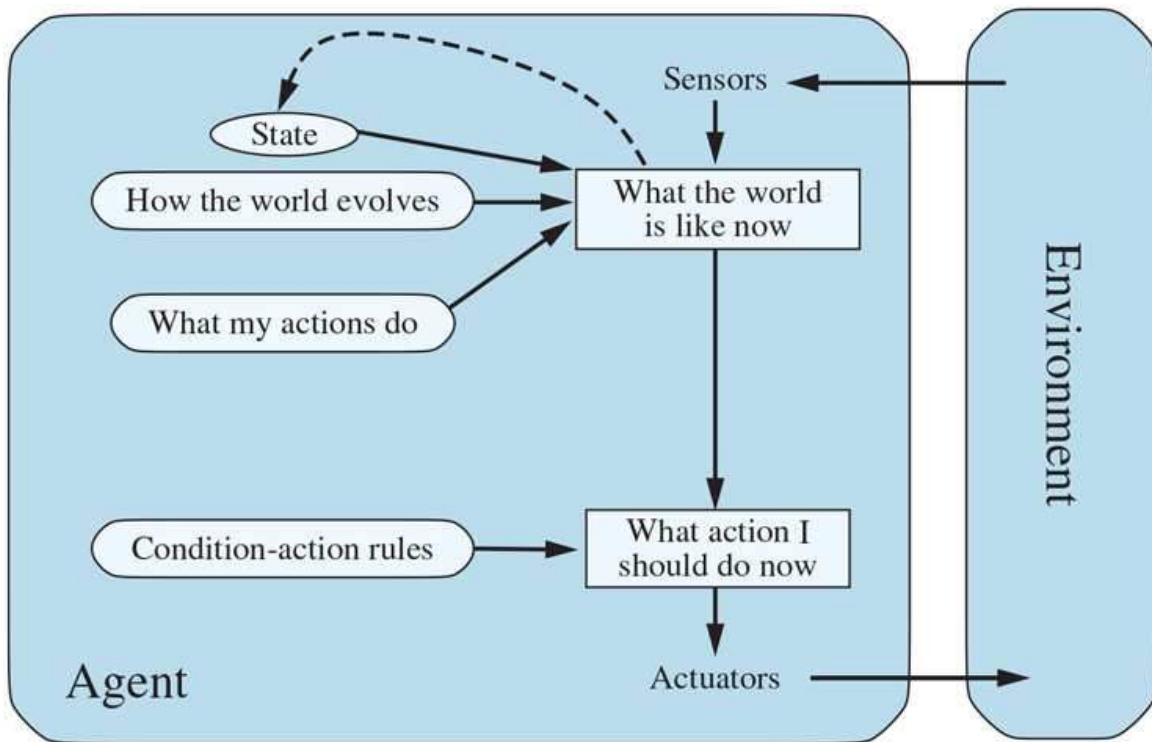 Sensors
State
How the world evolves
What the world
is like now
What my actions do
Condition-action rules
What action I
should do now
Agent
Actuators
Environment